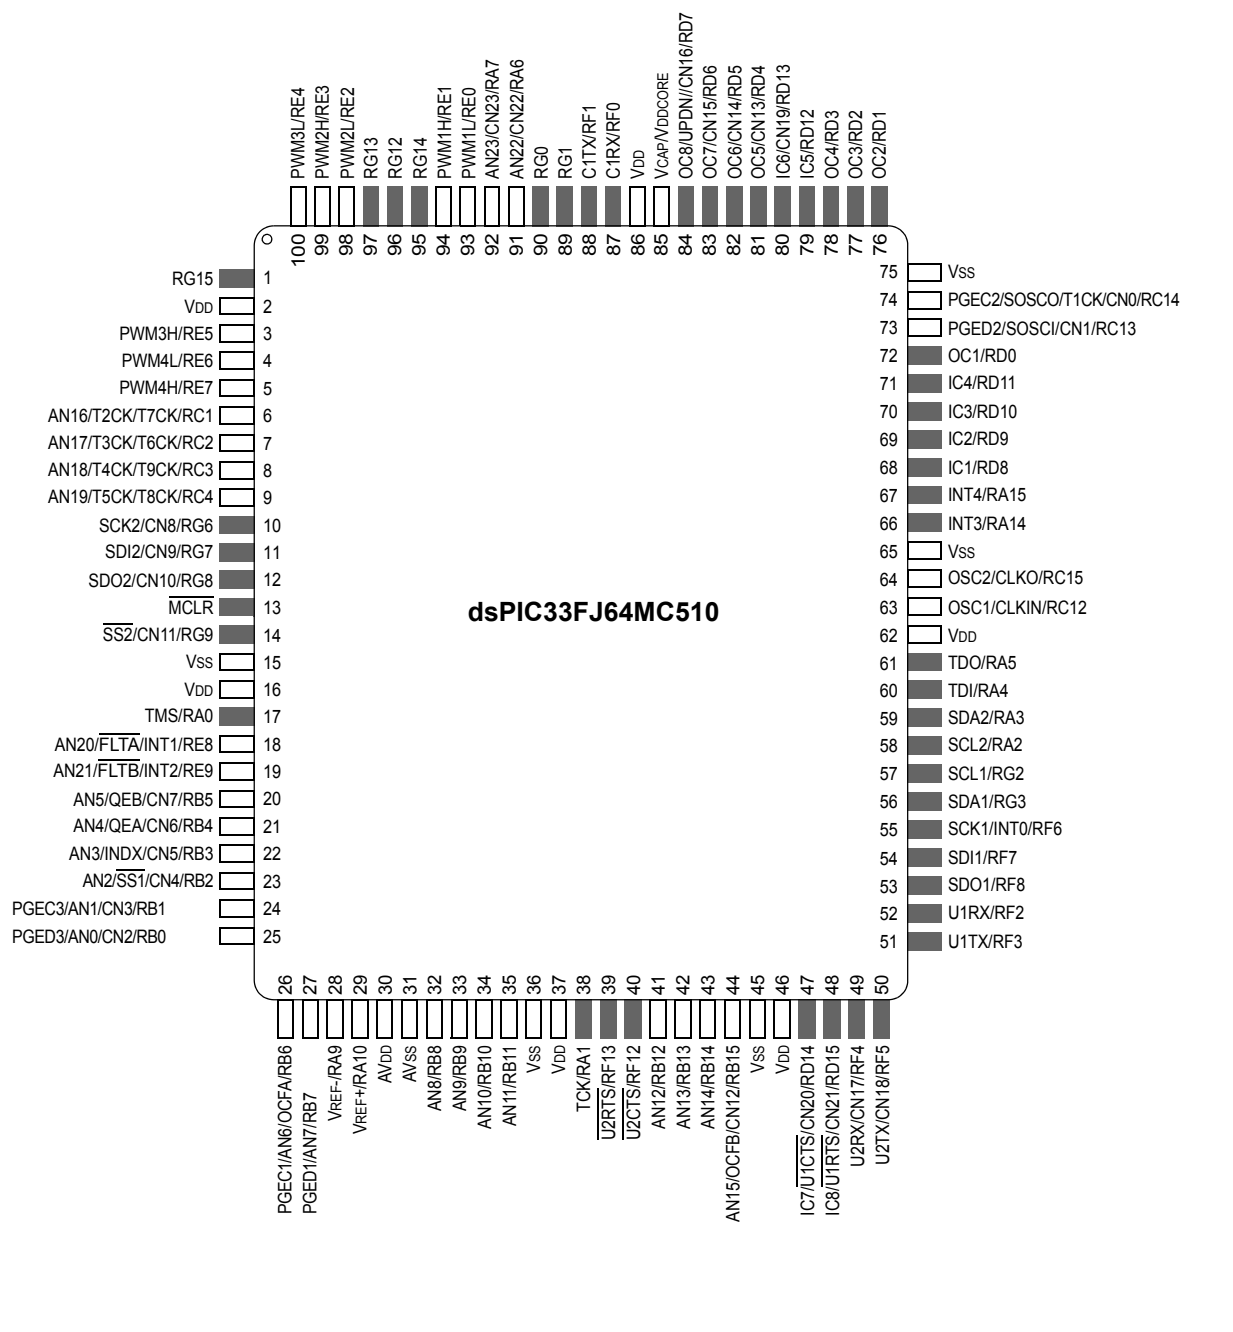 PWM3L/RE4
PWM2H/RE3
PWM2L/RE2
RG13
RG12
RG14
PWM1H/RE1
PWM1L/RE0
AN23/CN23/RA7
AN22/CN22/RA6
RG0
RG1
C1TX/RF1
C1RX/RF0
VDD
VCAP/VDDCORE
OC8/UPDN//CN16/RD7
OC7/CN15/RD6
OC6/CN14/RD5
OC5/CN13/RD4
IC6/CN19/RD13
IC5/RD12
OC4/RD3
OC3/RD2
OC2/RD1
100
99
98
97
96
95
94
93
92
91
90
89
88
87
86
85
84
83
82
81
80
79
78
77
76
RG15 1
VDD 2
PWM3H/RE5 3
PWM4L/RE6 4
PWM4H/RE7 5
AN16/T2CK/T7CK/RC1 6
AN17/T3CK/T6CK/RC2 7
AN18/T4CK/T9CK/RC3 8
AN19/T5CK/T8CK/RC4 9
SCK2/CN8/RG6 10
SDI2/CN9/RG7 11
SDO2/CN10/RG8 12
MCLR 13
SS2/CN11/RG9 14
VSS 15
VDD 16
TMS/RA0 17
AN20/FLTA/INT1/RE8 18
AN21/FLTB/INT2/RE9 19
AN5/QEB/CN7/RB5 20
AN4/QEA/CN6/RB4 21
AN3/INDX/CN5/RB3 22
AN2/SS1/CN4/RB2 23
PGEC3/AN1/CN3/RB1 24
PGED3/AN0/CN2/RB0 25
dsPIC33FJ64MC510
75 VSS
74 PGEC2/SOSCO/T1CK/CN0/RC14
73 PGED2/SOSCI/CN1/RC13
72 OC1/RD0
71 IC4/RD11
70 IC3/RD10
69 IC2/RD9
68 IC1/RD8
67 INT4/RA15
66 INT3/RA14
65 VSS
64 OSC2/CLKO/RC15
63 OSC1/CLKIN/RC12
62 VDD
61 TDO/RA5
60 TDI/RA4
59 SDA2/RA3
58 SCL2/RA2
57 SCL1/RG2
56 SDA1/RG3
55 SCK1/INT0/RF6
54 SDI1/RF7
53 SDO1/RF8
52 U1RX/RF2
51 U1TX/RF3
26
27
28
29
30
31
32
33
34
35
36
37
38
39
40
41
42
43
44
45
46
47
48
49
50
PGEC1/AN6/OCFA/RB6
PGED1/AN7/RB7
VREF-/RA9
VREF+/RA10
AVDD
AVSS
AN8/RB8
AN9/RB9
AN10/RB10
AN11/RB11
VSS
VDD
TCK/RA1
U2RTS/RF13
U2CTS/RF12
AN12/RB12
AN13/RB13
AN14/RB14
AN15/OCFB/CN12/RB15
VSS
VDD
IC7/U1CTS/CN20/RD14
IC8/U1RTS/CN21/RD15
U2RX/CN17/RF4
U2TX/CN18/RF5